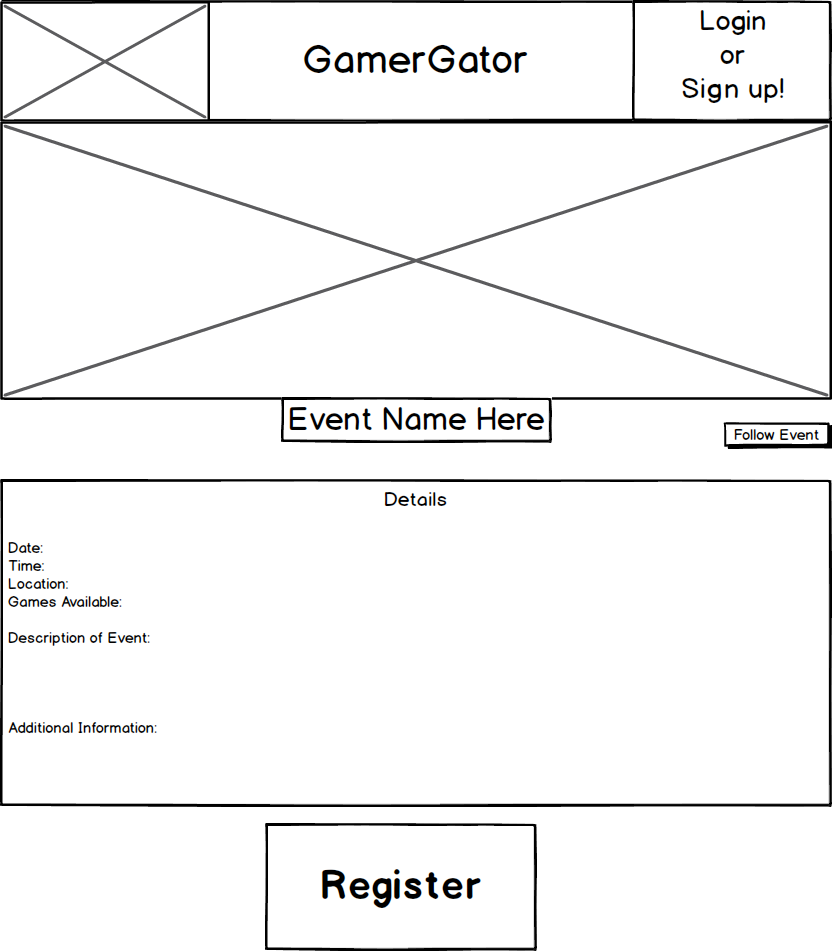 GamerGator
Login
or
Sign up!
Event Name Here
Follow Event
Details
Date:
Time:
Location:
Games Available:
Description of Event:
Additional Information:
Register